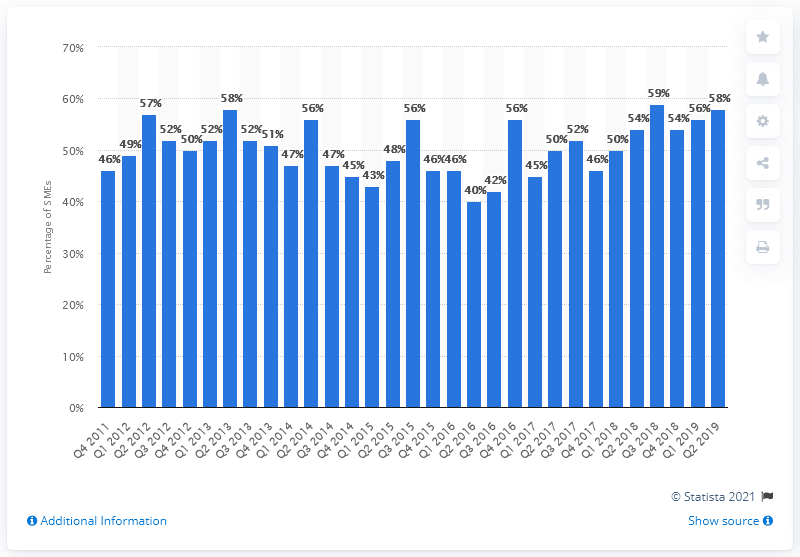 70%
60%
50%
40%
30%
20%
10%
0%
Percentage of SMEs
46%
49%
57%
52%
50%
52%
58%
52%
51%
47%
56%
47%
45%
43%
48%
56%
46%
46%
40%
42%
56%
45%
50%
52%
46%
50%
54%
59%
54%
56%
58%
Q4 2011
Q1 2012
Q2 2012
Q3 2012
Q4 2012
Q1 2013
Q2 2013
Q3 2013
Q4 2013
Q1 2014
Q2 2014
Q3 2014
Q4 2014
Q1 2015
Q2 2015
Q3 2015
Q4 2015
Q1 2016
Q2 2016
Q3 2016
Q4 2016
Q1 2017
Q2 2017
Q3 2017
Q4 2017
Q1 2018
Q2 2018
Q3 2018
Q4 2018
Q1 2019
Q2 2019
© Statista 2021
Additional Information
Show source